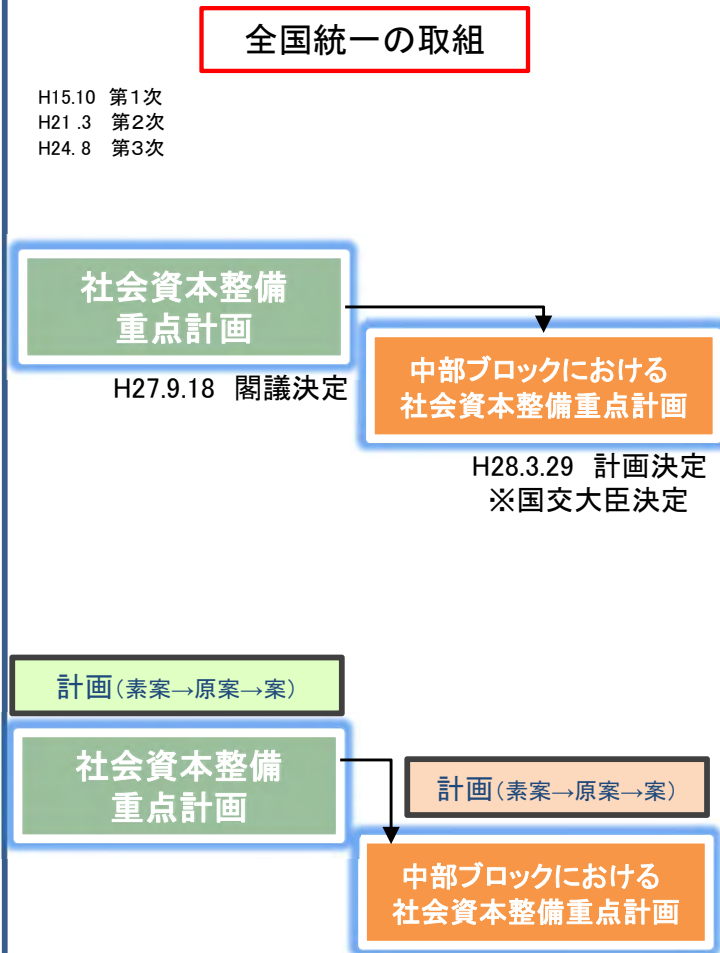 全国統一の取組
H15.10 第1次
H21 .3 第2次
H24. 8 第3次
社会資本整備
重点計画
H27.9.18 閣議決定
中部ブロックにおける
社会資本整備重点計画
H28.3.29 計画決定
※国交大臣決定
計画(素案→原案→案)
社会資本整備
重点計画
計画(素案→原案→案)
中部ブロックにおける
社会資本整備重点計画